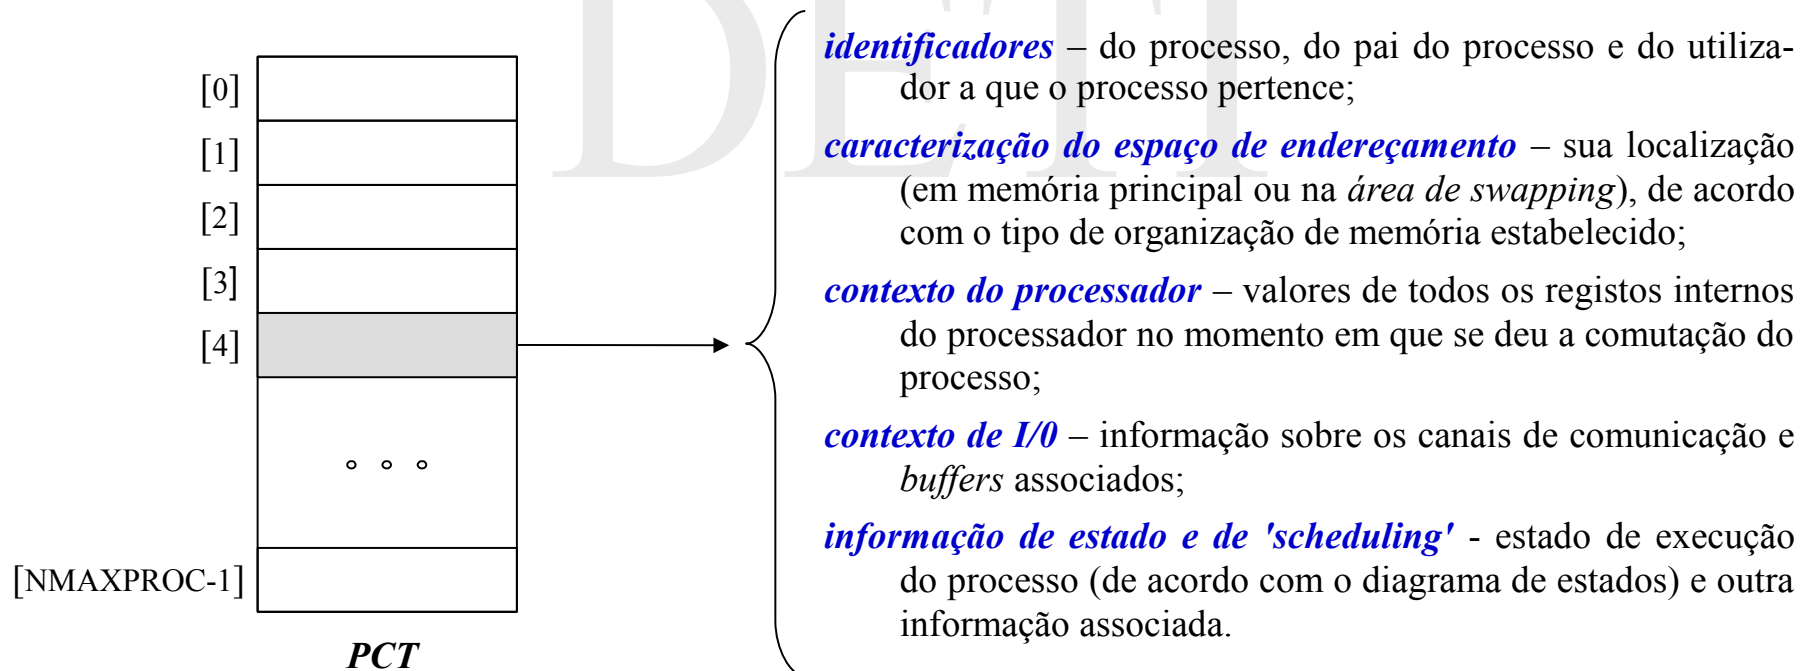 DETI
[0]
[1]
[2]
[3]
[4]
[NMAXPROC-1]
PCT
identificadores – do processo, do pai do processo e do utiliza-
dor a que o processo pertence;
caracterização do espaço de endereçamento – sua localização
(em memória principal ou na área de swapping), de acordo
com o tipo de organização de memória estabelecido;
contexto do processador – valores de todos os registos internos
do processador no momento em que se deu a comutação do
processo;
contexto de I/0 – informação sobre os canais de comunicação e
buffers associados;
informação de estado e de 'scheduling' - estado de execução
do processo (de acordo com o diagrama de estados) e outra
informação associada.